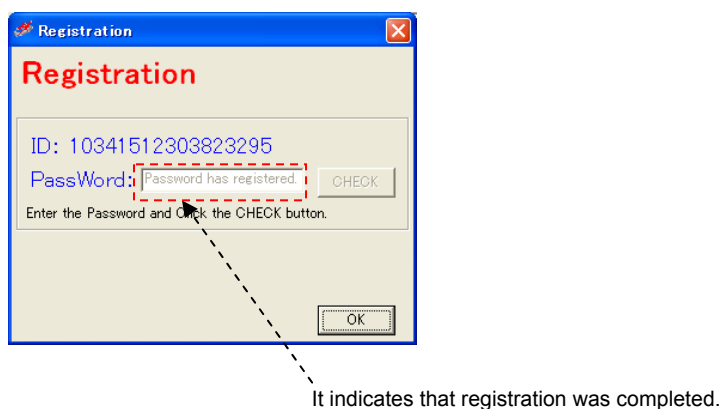 Registration
Registration
ID: 10341512303823295
PassWord: Password has registered. CHECK
Enter the Password and Click the CHECK button.
OK
It indicates that registration was completed.